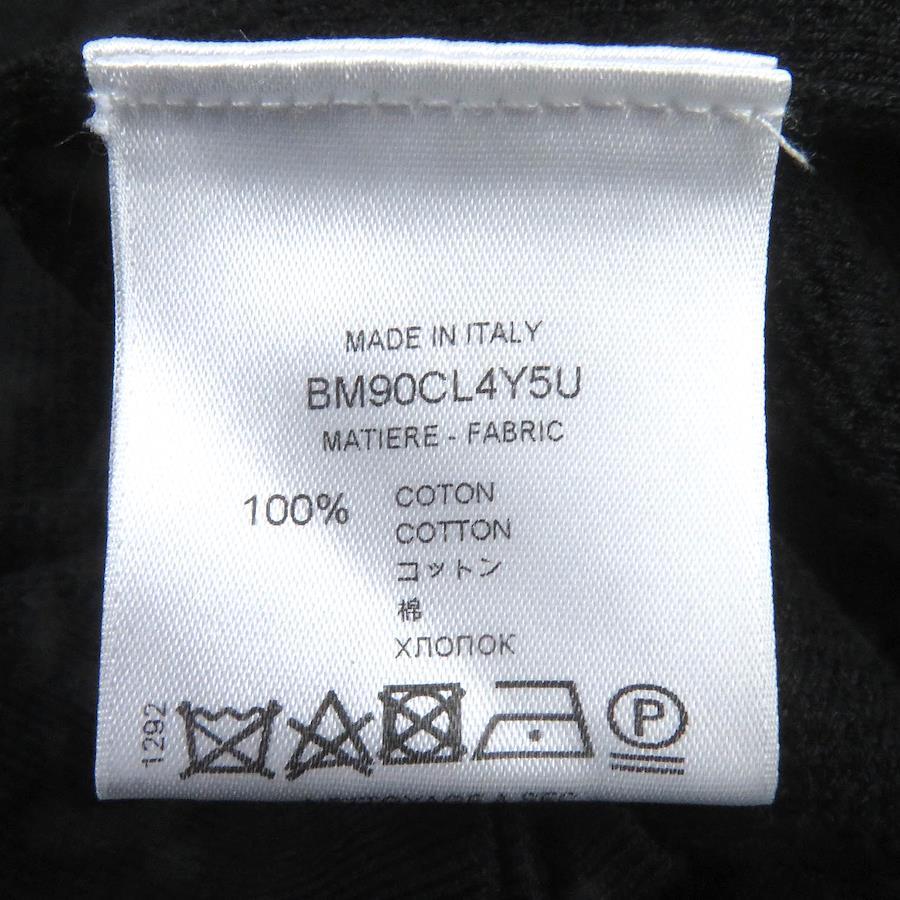 MADE IN ITALY
BM90CL4Y5U
MATIERE - FABRIC
100% COTON
COTTON
コットン
棉
ХЛОПОК
1292
P